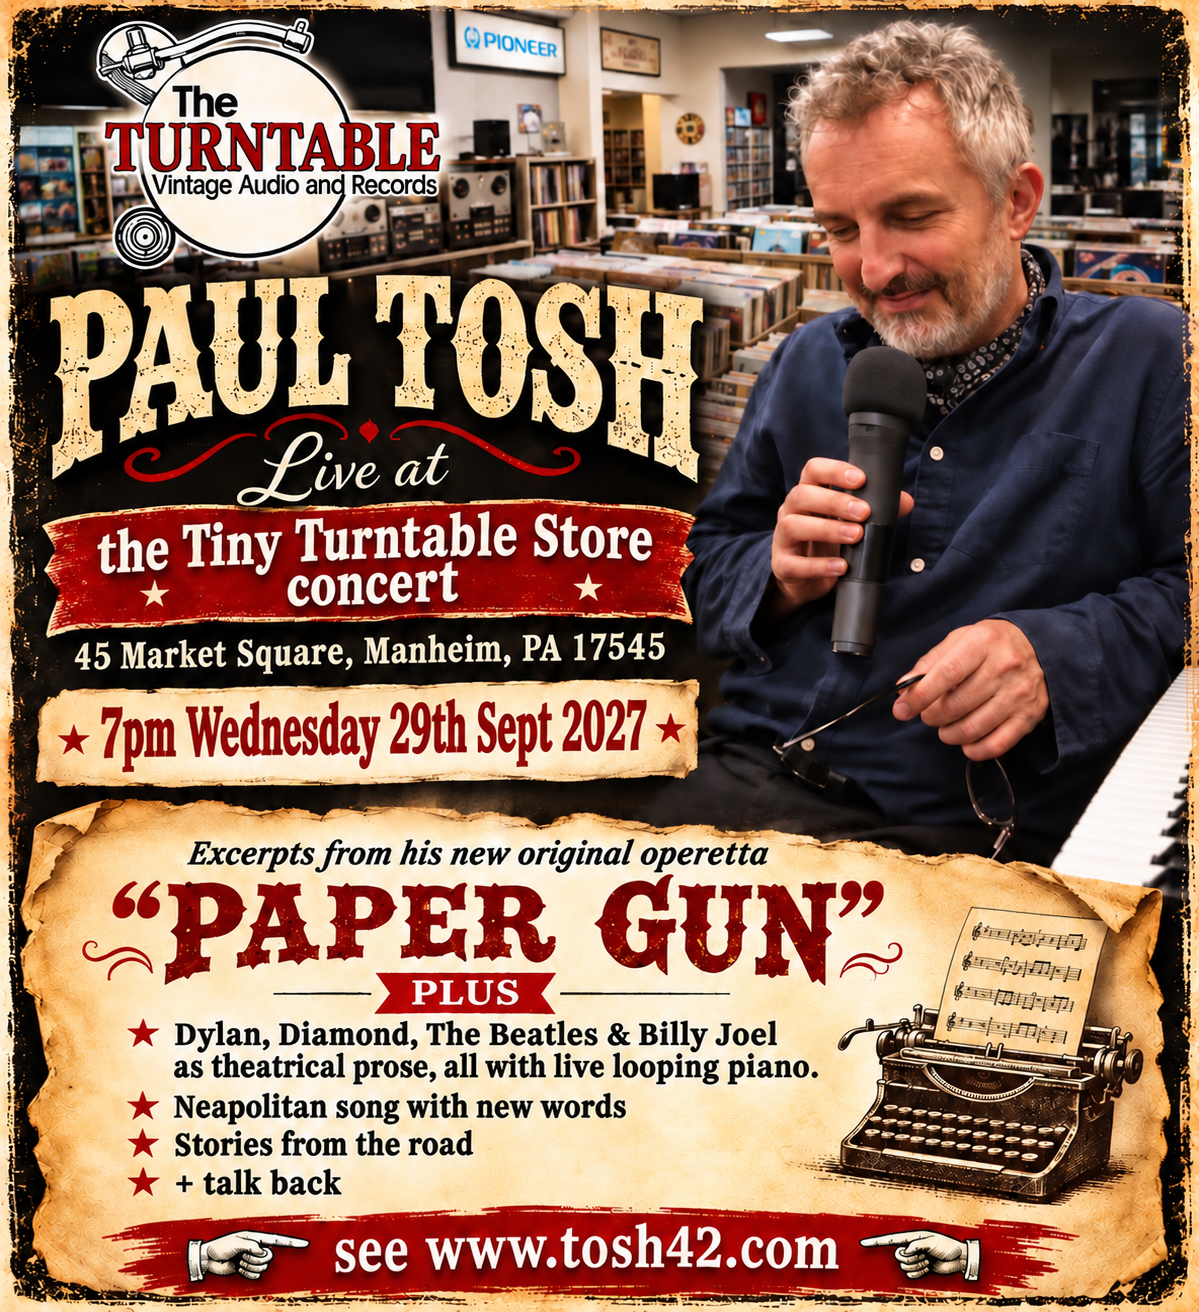 The
TURNTABLE
Vintage Audio and Records
PIONEER
PAUL TOSH
Live at
the Tiny Turntable Store
concert
45 Market Square, Manheim, PA 17545
7pm Wednesday 29th Sept 2027
Excerpts from his new original operetta
"PAPER GUN"
PLUS
Dylan, Diamond, The Beatles & Billy Joel
as theatrical prose, all with live looping piano.
Neapolitan song with new words
Stories from the road
+ talk back
see www.tosh42.com